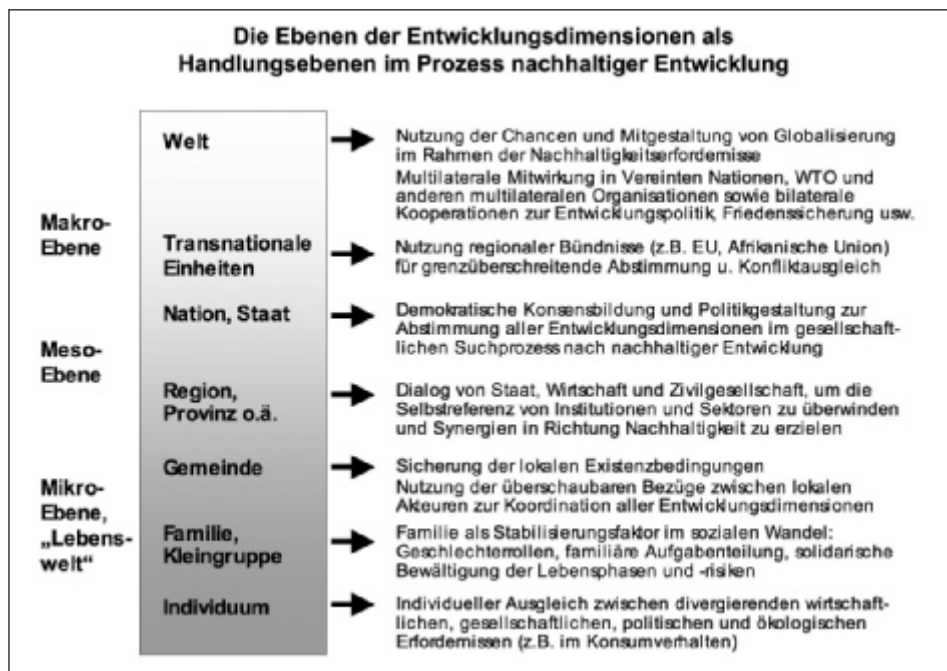 Die Ebenen der Entwicklungsdimensionen als
Handlungsebenen im Prozess nachhaltiger Entwicklung
Makro-
Ebene
Meso-
Ebene
Mikro-
Ebene,
„Lebens-
welt“
Welt
Nutzung der Chancen und Mitgestaltung von Globalisierung
im Rahmen der Nachhaltigkeitserfordernisse
Multilaterale Mitwirkung in Vereinten Nationen, WTO und
anderen multilateralen Organisationen sowie bilaterale
Kooperationen zur Entwicklungspolitik, Friedenssicherung usw.
Transnationale
Einheiten
Nutzung regionaler Bündnisse (z.B. EU, Afrikanische Union)
für grenzüberschreitende Abstimmung u. Konfliktausgleich
Nation, Staat
Demokratische Konsensbildung und Politikgestaltung zur
Abstimmung aller Entwicklungsdimensionen im gesellschaft-
lichen Suchprozess nach nachhaltiger Entwicklung
Region,
Provinz o.ä.
Dialog von Staat, Wirtschaft und Zivilgesellschaft, um die
Selbstreferenz von Institutionen und Sektoren zu überwinden
und Synergien in Richtung Nachhaltigkeit zu erzielen
Gemeinde
Sicherung der lokalen Existenzbedingungen
Nutzung der überschaubaren Bezüge zwischen lokalen
Akteuren zur Koordination aller Entwicklungsdimensionen
Familie,
Kleingruppe
Familie als Stabilisierungsfaktor im sozialen Wandel:
Geschlechterrollen, familiäre Aufgabenteilung, solidarische
Bewältigung der Lebensphasen und -risiken
Individuum
Individueller Ausgleich zwischen divergierenden wirtschaft-
lichen, gesellschaftlichen, politischen und ökologischen
Erfordernissen (z.B. im Konsumverhalten)